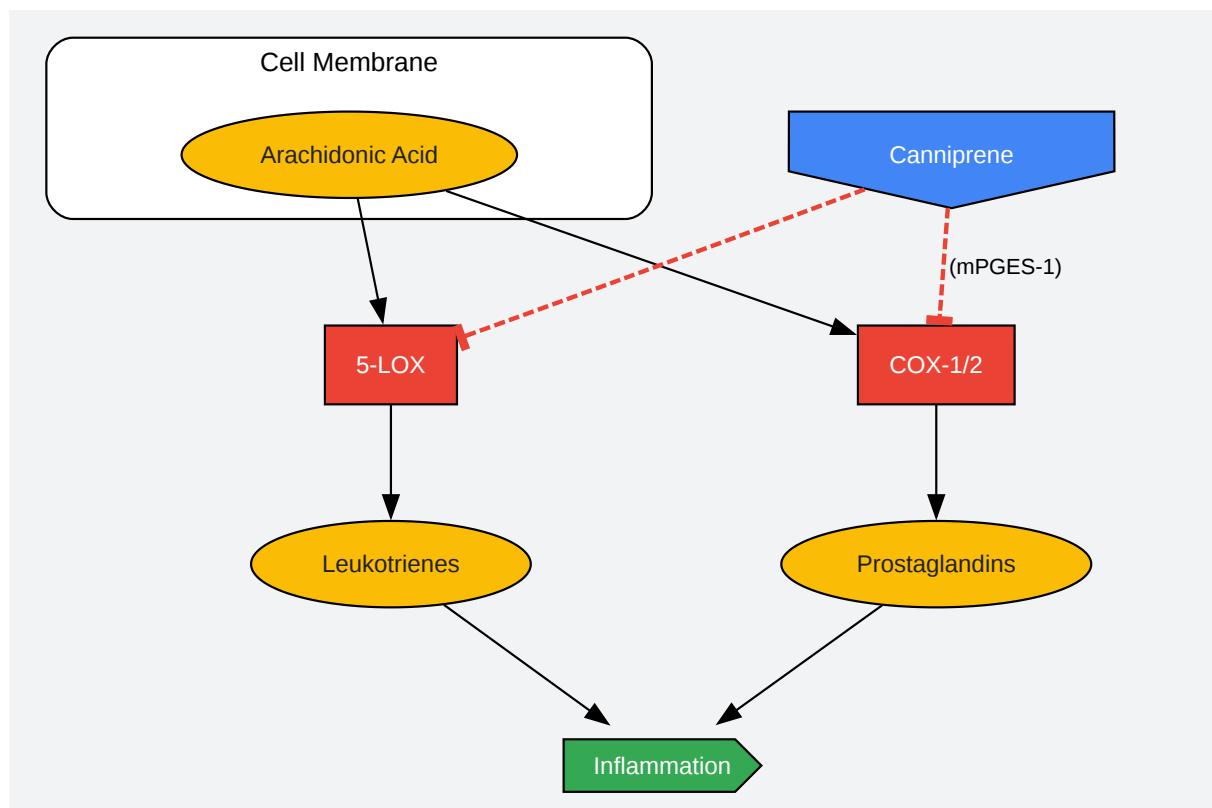 Cell Membrane
Arachidonic Acid
Canniprene
(mPGES-1)
5-LOX
COX-1/2
Leukotrienes
Prostaglandins
Inflammation